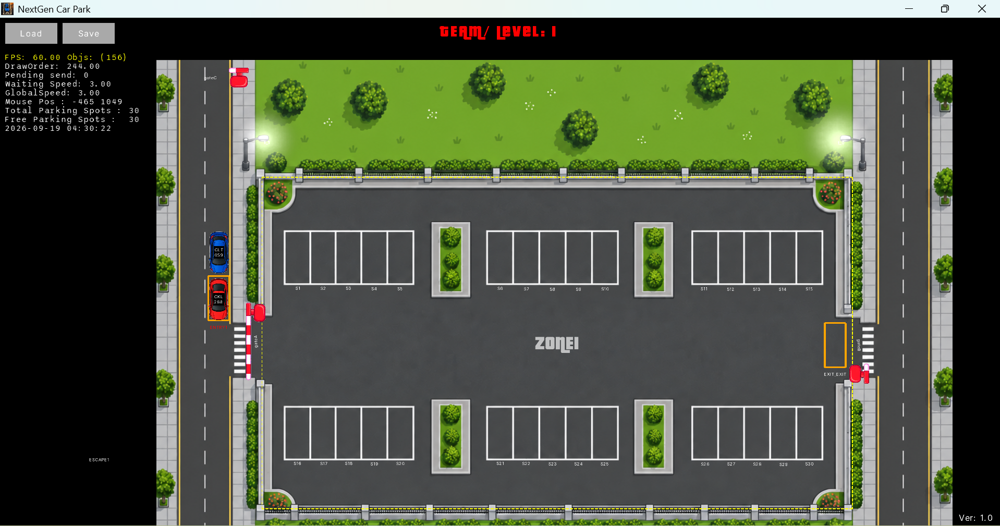 NextGen Car Park
Load Save
TEAM/ LEVEL: 1
FPS: 60.00 Objs: (156)
DrawOrder: 244.00
Pending send: 0
Waiting Speed: 3.00
GlobalSpeed: 3.00
Mouse Pos : -465 1049
Total Parking Spots : 30
Free Parking Spots : 30
2026-09-19 04:30:22
gateC
CLT
059
CKL
288
gateA
S1 S2 S3 S4 S5 S6 S7 S8 S9 S10 S11 S12 S13 S14 S15
ZONE1
gateB
EXIT_EXIT
ESCAPE1
S16 S17 S18 S19 S20 S21 S22 S23 S24 S25 S26 S27 S28 S29 S30
Ver: 1.0